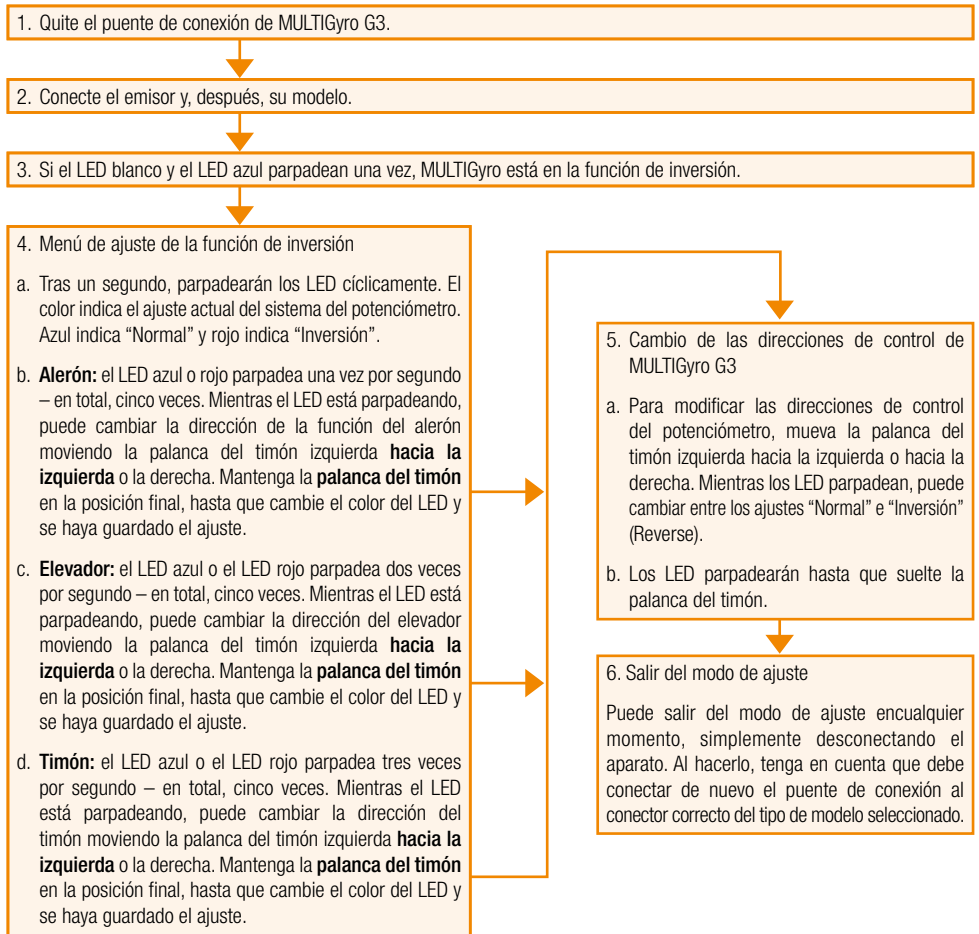 1. Quite el puente de conexión de MULTIGyro G3.
2. Conecte el emisor y, después, su modelo.
3. Si el LED blanco y el LED azul parpadean una vez, MULTIGyro está en la función de inversión.
4. Menú de ajuste de la función de inversión
a. Tras un segundo, parpadearán los LED cíclicamente. El
color indica el ajuste actual del sistema del potenciómetro.
Azul indica “Normal” y rojo indica “Inversión”.
b. Alerón: el LED azul o rojo parpadea una vez por segundo
– en total, cinco veces. Mientras el LED está parpadeando,
puede cambiar la dirección de la función del alerón
moviendo la palanca del timón izquierda hacia la
izquierda o la derecha. Mantenga la palanca del timón
en la posición final, hasta que cambie el color del LED y
se haya guardado el ajuste.
c. Elevador: el LED azul o el LED rojo parpadea dos veces
por segundo – en total, cinco veces. Mientras el LED está
parpadeando, puede cambiar la dirección del elevador
moviendo la palanca del timón izquierda hacia la
izquierda o la derecha. Mantenga la palanca del timón
en la posición final, hasta que cambie el color del LED y
se haya guardado el ajuste.
d. Timón: el LED azul o el LED rojo parpadea tres veces
por segundo – en total, cinco veces. Mientras el LED
está parpadeando, puede cambiar la dirección del
timón moviendo la palanca del timón izquierda hacia la
izquierda o la derecha. Mantenga la palanca del timón
en la posición final, hasta que cambie el color del LED y
se haya guardado el ajuste.
5. Cambio de las direcciones de control de
MULTIGyro G3
a. Para modificar las direcciones de control
del potenciómetro, mueva la palanca del
timón izquierda hacia la izquierda o hacia la
derecha. Mientras los LED parpadean, puede
cambiar entre los ajustes “Normal” e “Inversión”
(Reverse).
b. Los LED parpadearán hasta que suelte la
palanca del timón.
6. Salir del modo de ajuste
Puede salir del modo de ajuste encualquier
momento, simplemente desconectando el
aparato. Al hacerlo, tenga en cuenta que debe
conectar de nuevo el puente de conexión al
conector correcto del tipo de modelo seleccionado.